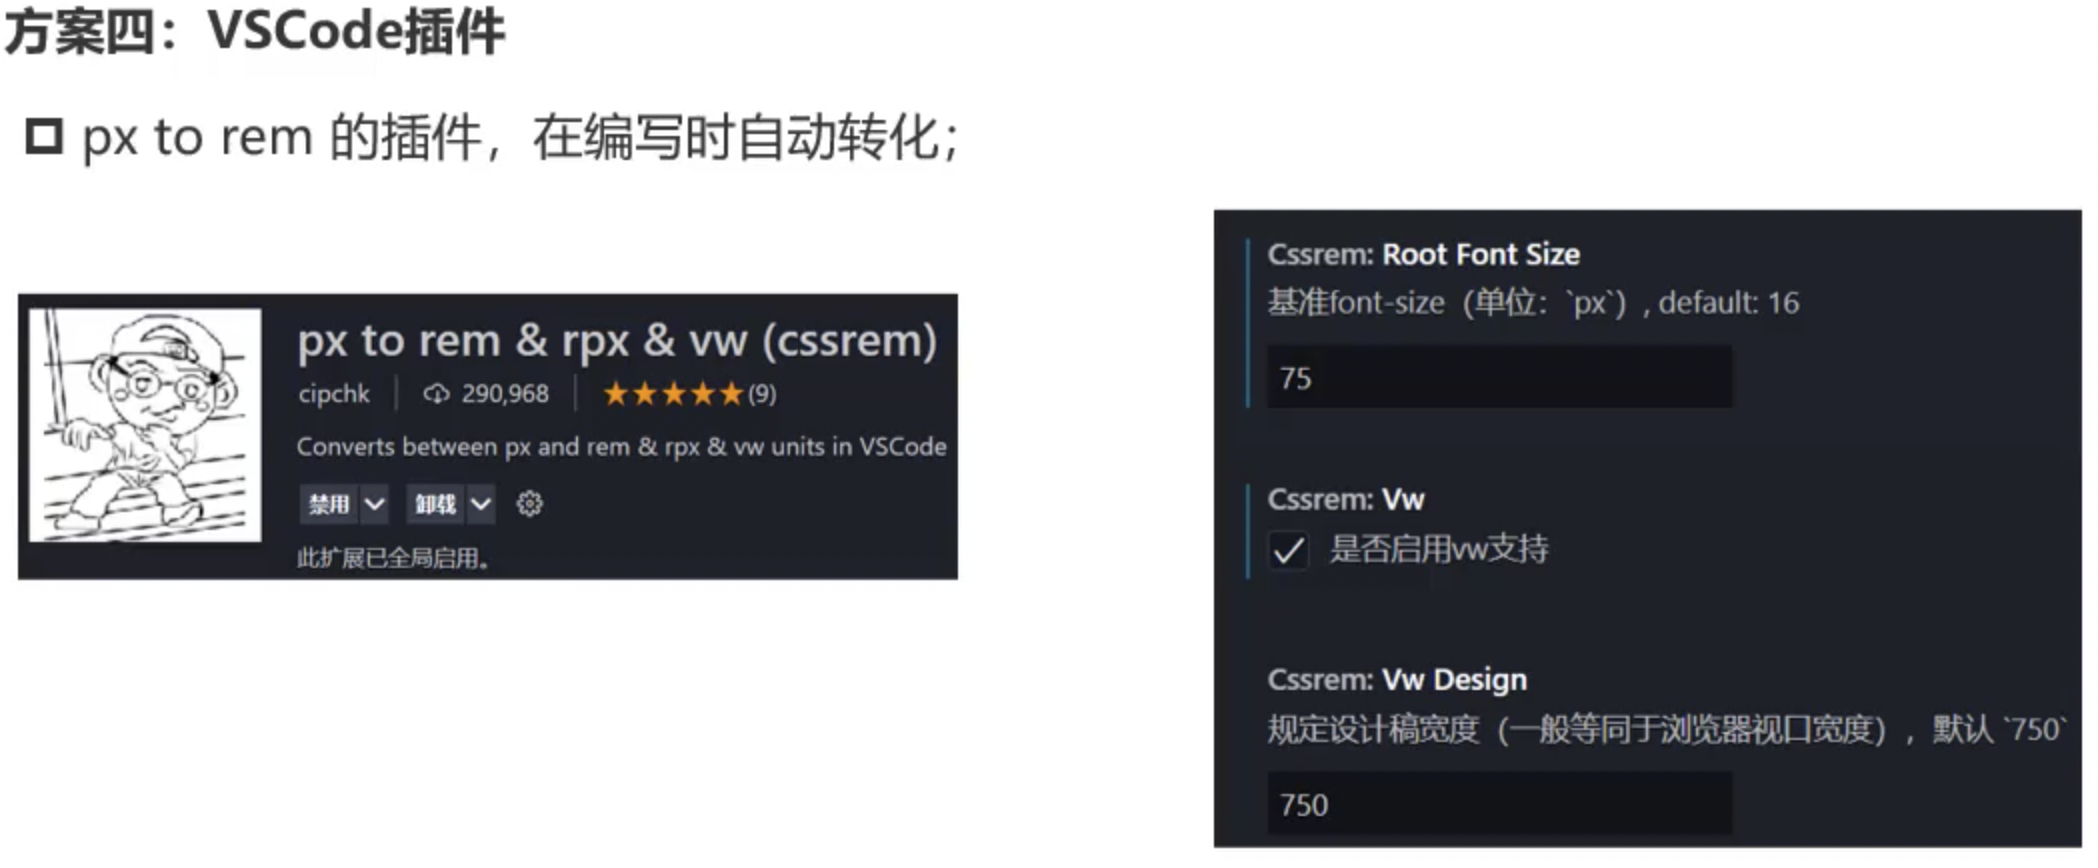 方案四：VSCode插件
px to rem 的插件，在编写时自动转化；
px to rem & rpx & vw (cssrem)
cipchk 290,968 (9)
Converts between px and rem & rpx & vw units in VSCode
禁用 卸载
此扩展已全局启用。
Cssrem: Root Font Size
基准font-size（单位：`px`）, default: 16
75
Cssrem: Vw
是否启用vw支持
Cssrem: Vw Design
规定设计稿宽度（一般等同于浏览器视口宽度），默认 `750`
750